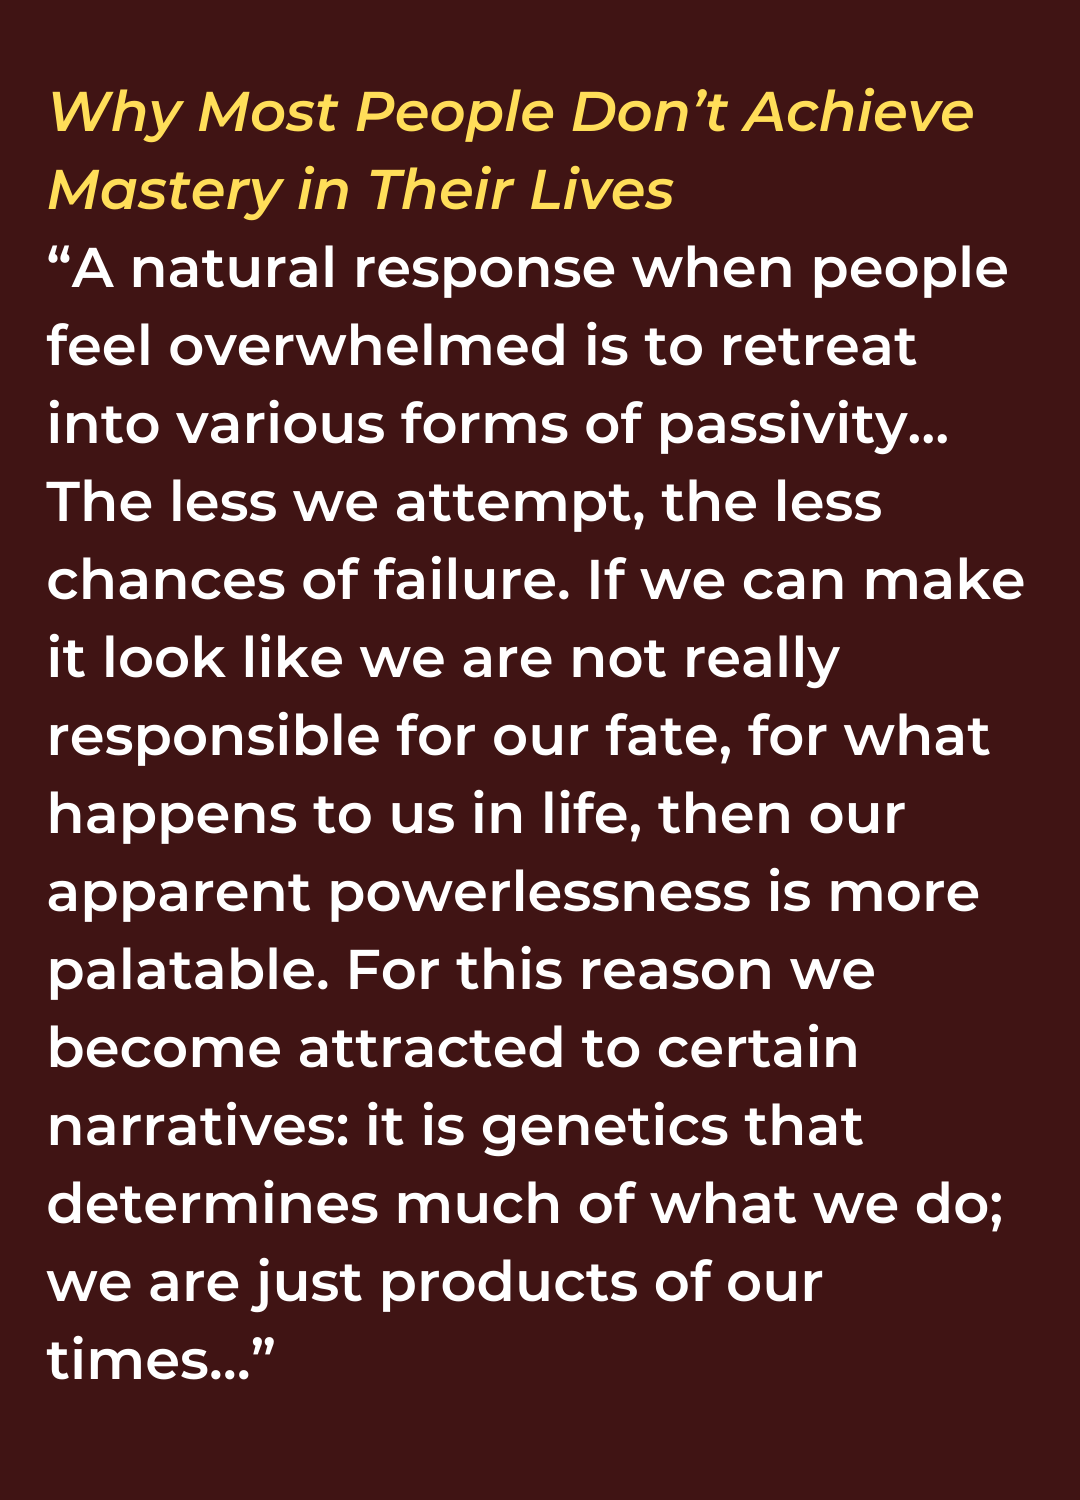 Why Most People Don’t Achieve
Mastery in Their Lives
“A natural response when people
feel overwhelmed is to retreat
into various forms of passivity...
The less we attempt, the less
chances of failure. If we can make
it look like we are not really
responsible for our fate, for what
happens to us in life, then our
apparent powerlessness is more
palatable. For this reason we
become attracted to certain
narratives: it is genetics that
determines much of what we do;
we are just products of our
times...”